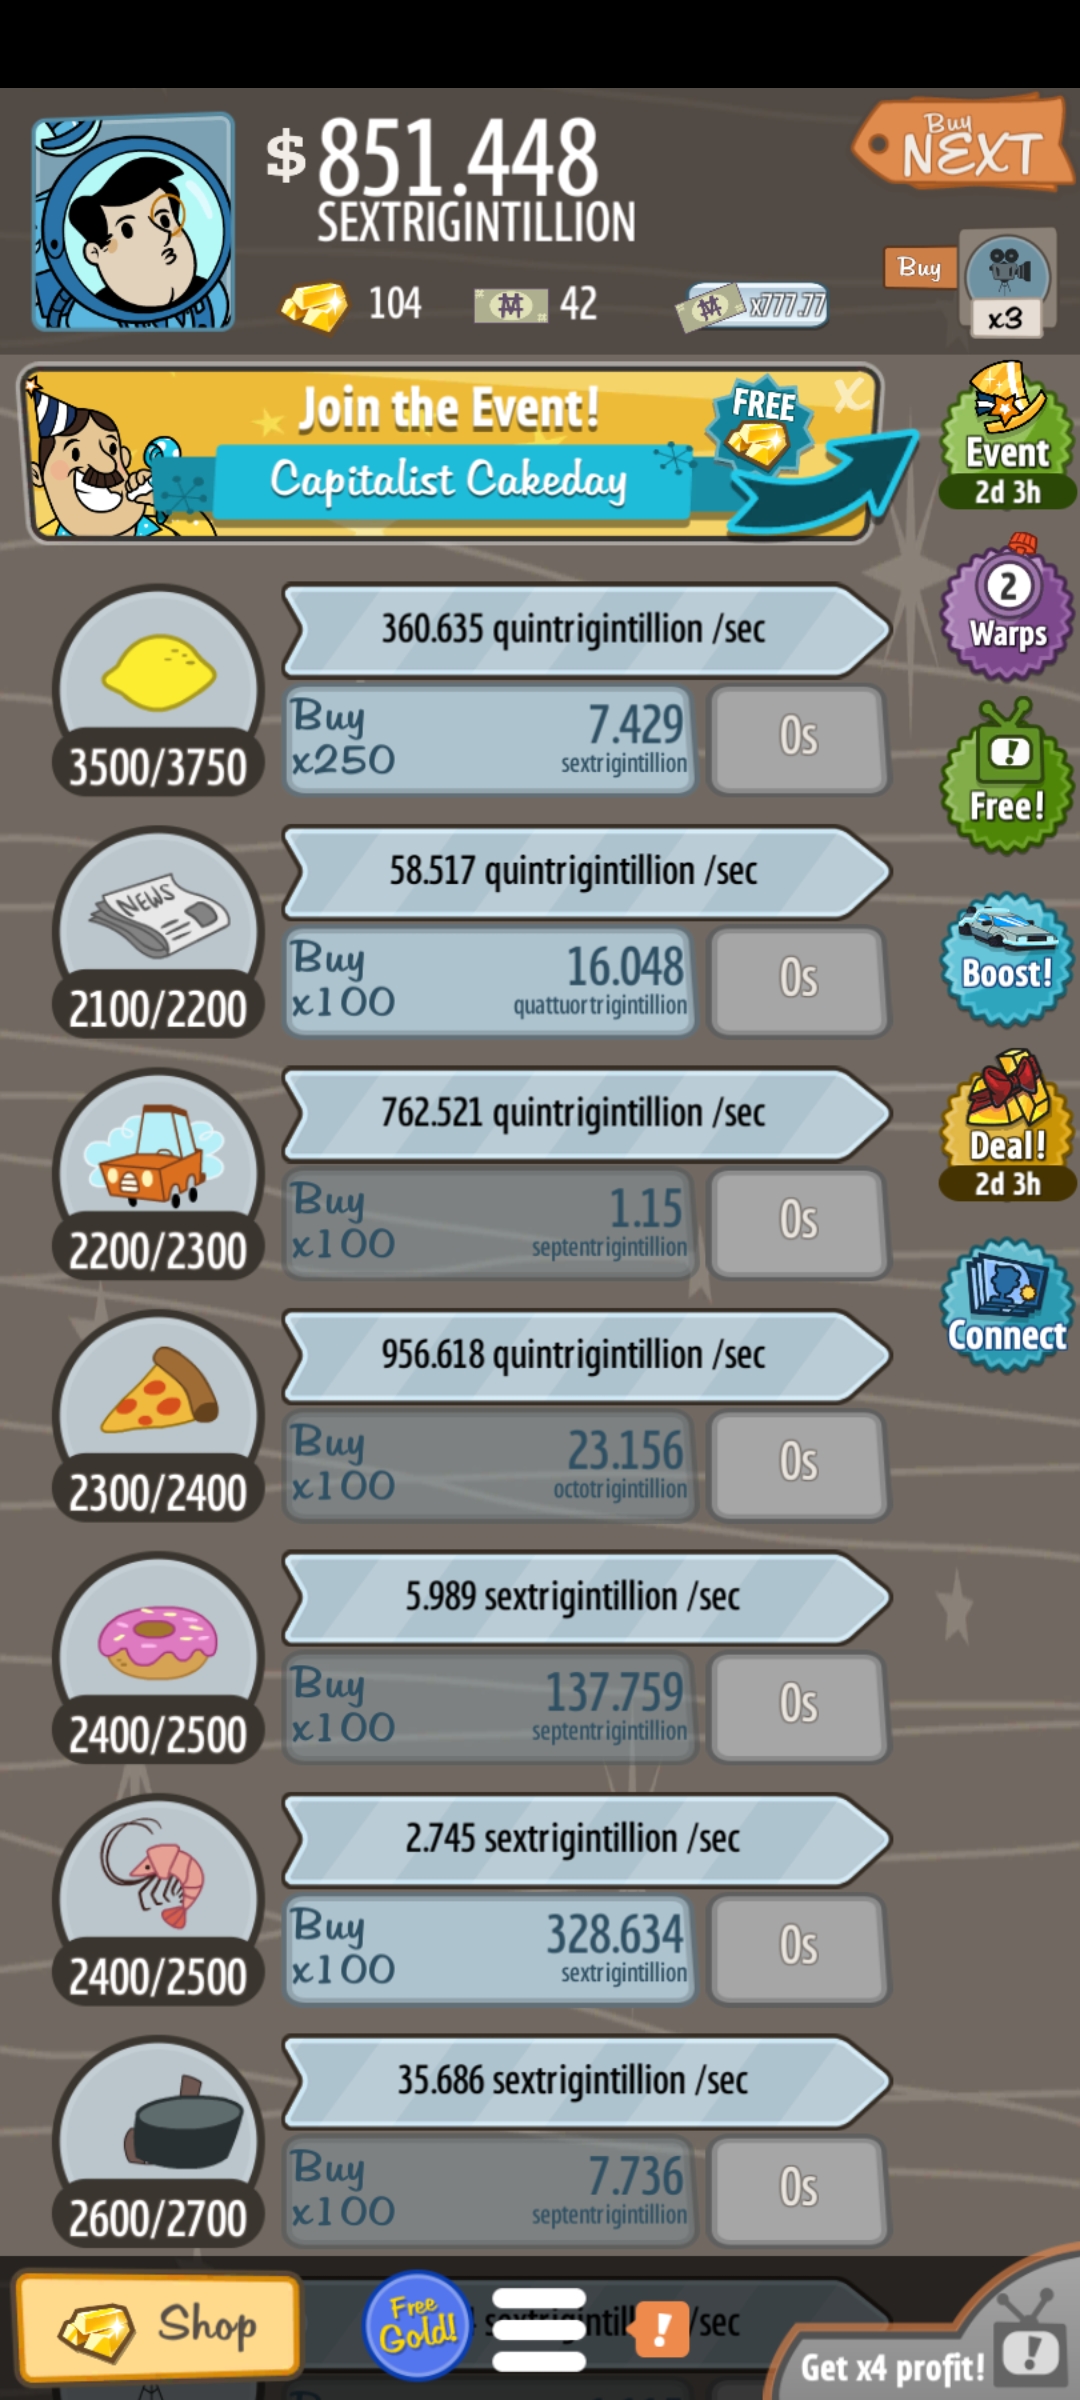 $851.448
SEXTRIGINTILLION
Buy
NEXT
104
42
x777.77
Buy
x3
Join the Event!
Capitalist Cakeday
FREE
x
Event
2d 3h
2
Warps
!
Free!
Boost!
Deal!
2d 3h
Connect
360.635 quintrigintillion /sec
3500/3750
Buy
x250
7.429
sextrigintillion
0s
NEWS
58.517 quintrigintillion /sec
2100/2200
Buy
x100
16.048
quattuortrigintillion
0s
762.521 quintrigintillion /sec
2200/2300
Buy
x100
1.15
septentrigintillion
0s
956.618 quintrigintillion /sec
2300/2400
Buy
x100
23.156
octotrigintillion
0s
5.989 sextrigintillion /sec
2400/2500
Buy
x100
137.759
septentrigintillion
0s
2.745 sextrigintillion /sec
2400/2500
Buy
x100
328.634
sextrigintillion
0s
35.686 sextrigintillion /sec
2600/2700
Buy
x100
7.736
septentrigintillion
0s
Shop
Free
Gold!
!
/sec
Get x4 profit!
!